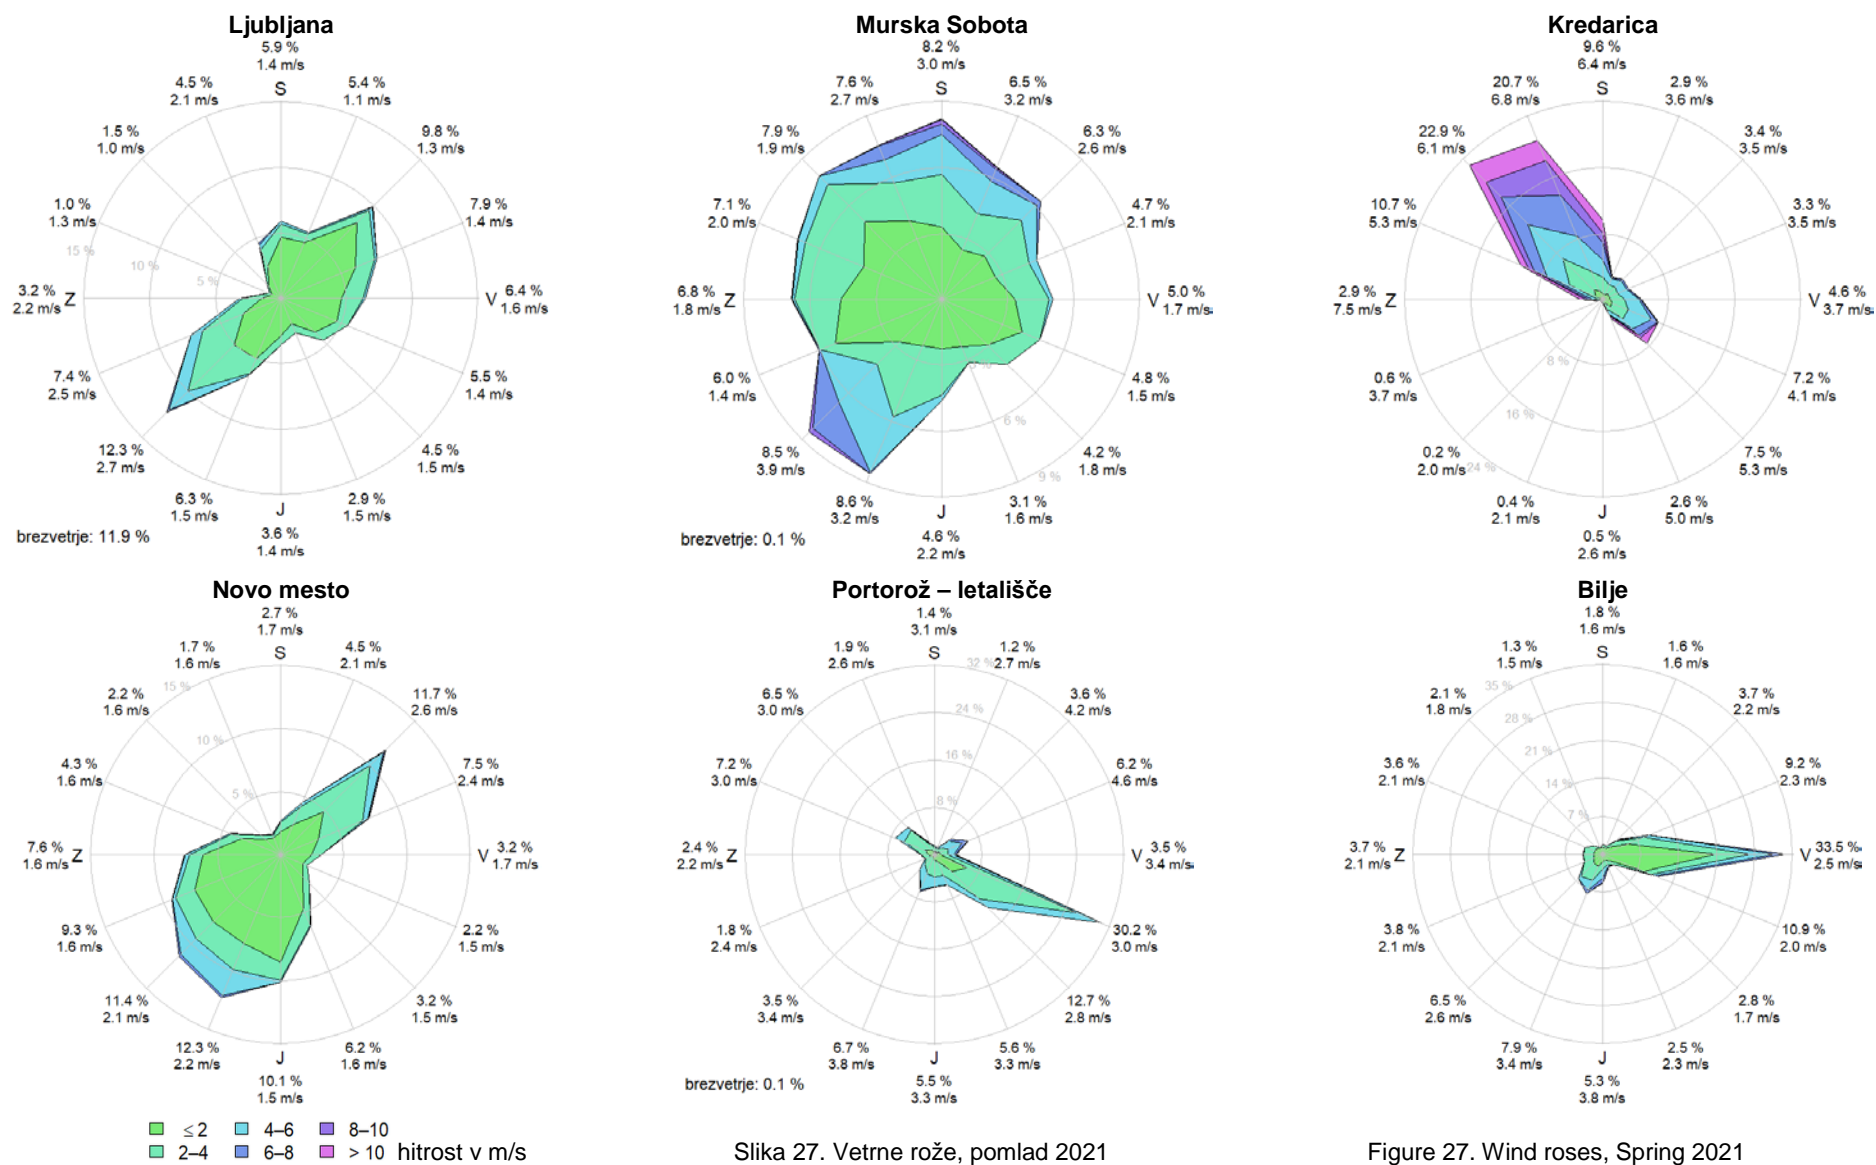 Ljubljana
5.9 %
1.4 m/s
S
4.5 %
2.1 m/s
5.4 %
1.1 m/s
1.5 %
1.0 m/s
9.8 %
1.3 m/s
1.0 %
1.3 m/s
7.9 %
1.4 m/s
15 %
10 %
5 %
3.2 %
2.2 m/s
Z
V
6.4 %
1.6 m/s
7.4 %
2.5 m/s
5.5 %
1.4 m/s
12.3 %
2.7 m/s
4.5 %
1.5 m/s
6.3 %
1.5 m/s
2.9 %
1.5 m/s
J
3.6 %
1.4 m/s
brezvetrje: 11.9 %
Murska Sobota
8.2 %
3.0 m/s
S
7.6 %
2.7 m/s
6.5 %
3.2 m/s
7.9 %
1.9 m/s
6.3 %
2.6 m/s
7.1 %
2.0 m/s
4.7 %
2.1 m/s
6.8 %
1.8 m/s
Z
V
5.0 %
1.7 m/s
6.0 %
1.4 m/s
4.8 %
1.5 m/s
6 %
9 %
8.5 %
3.9 m/s
4.2 %
1.8 m/s
8.6 %
3.2 m/s
3.1 %
1.6 m/s
J
4.6 %
2.2 m/s
brezvetrje: 0.1 %
Kredarica
9.6 %
6.4 m/s
S
20.7 %
6.8 m/s
2.9 %
3.6 m/s
22.9 %
6.1 m/s
3.4 %
3.5 m/s
10.7 %
5.3 m/s
3.3 %
3.5 m/s
2.9 %
7.5 m/s
Z
V
4.6 %
3.7 m/s
0.6 %
3.7 m/s
7.2 %
4.1 m/s
8 %
16 %
24 %
0.2 %
2.0 m/s
7.5 %
5.3 m/s
0.4 %
2.1 m/s
2.6 %
5.0 m/s
J
0.5 %
2.6 m/s
Novo mesto
2.7 %
1.7 m/s
S
1.7 %
1.6 m/s
4.5 %
2.1 m/s
2.2 %
1.6 m/s
11.7 %
2.6 m/s
15 %
10 %
5 %
4.3 %
1.6 m/s
7.5 %
2.4 m/s
7.6 %
1.6 m/s
Z
V
3.2 %
1.7 m/s
9.3 %
1.6 m/s
2.2 %
1.5 m/s
11.4 %
2.1 m/s
3.2 %
1.5 m/s
12.3 %
2.2 m/s
6.2 %
1.6 m/s
J
10.1 %
1.5 m/s
Portorož – letališče
1.4 %
3.1 m/s
S
1.9 %
2.6 m/s
1.2 %
2.7 m/s
32 %
24 %
16 %
8 %
6.5 %
3.0 m/s
3.6 %
4.2 m/s
7.2 %
3.0 m/s
6.2 %
4.6 m/s
2.4 %
2.2 m/s
Z
V
3.5 %
3.4 m/s
1.8 %
2.4 m/s
30.2 %
3.0 m/s
3.5 %
3.4 m/s
12.7 %
2.8 m/s
6.7 %
3.8 m/s
5.6 %
3.3 m/s
J
5.5 %
3.3 m/s
brezvetrje: 0.1 %
Bilje
1.8 %
1.6 m/s
S
1.3 %
1.5 m/s
1.6 %
1.6 m/s
35 %
28 %
21 %
14 %
7 %
2.1 %
1.8 m/s
3.7 %
2.2 m/s
3.6 %
2.1 m/s
9.2 %
2.3 m/s
3.7 %
2.1 m/s
Z
V
33.5 %
2.5 m/s
3.8 %
2.1 m/s
10.9 %
2.0 m/s
6.5 %
2.6 m/s
2.8 %
1.7 m/s
7.9 %
3.4 m/s
2.5 %
2.3 m/s
J
5.3 %
3.8 m/s
≤ 2 4–6 8–10
2–4 6–8 > 10 hitrost v m/s
Slika 27. Vetrne rože, pomlad 2021
Figure 27. Wind roses, Spring 2021